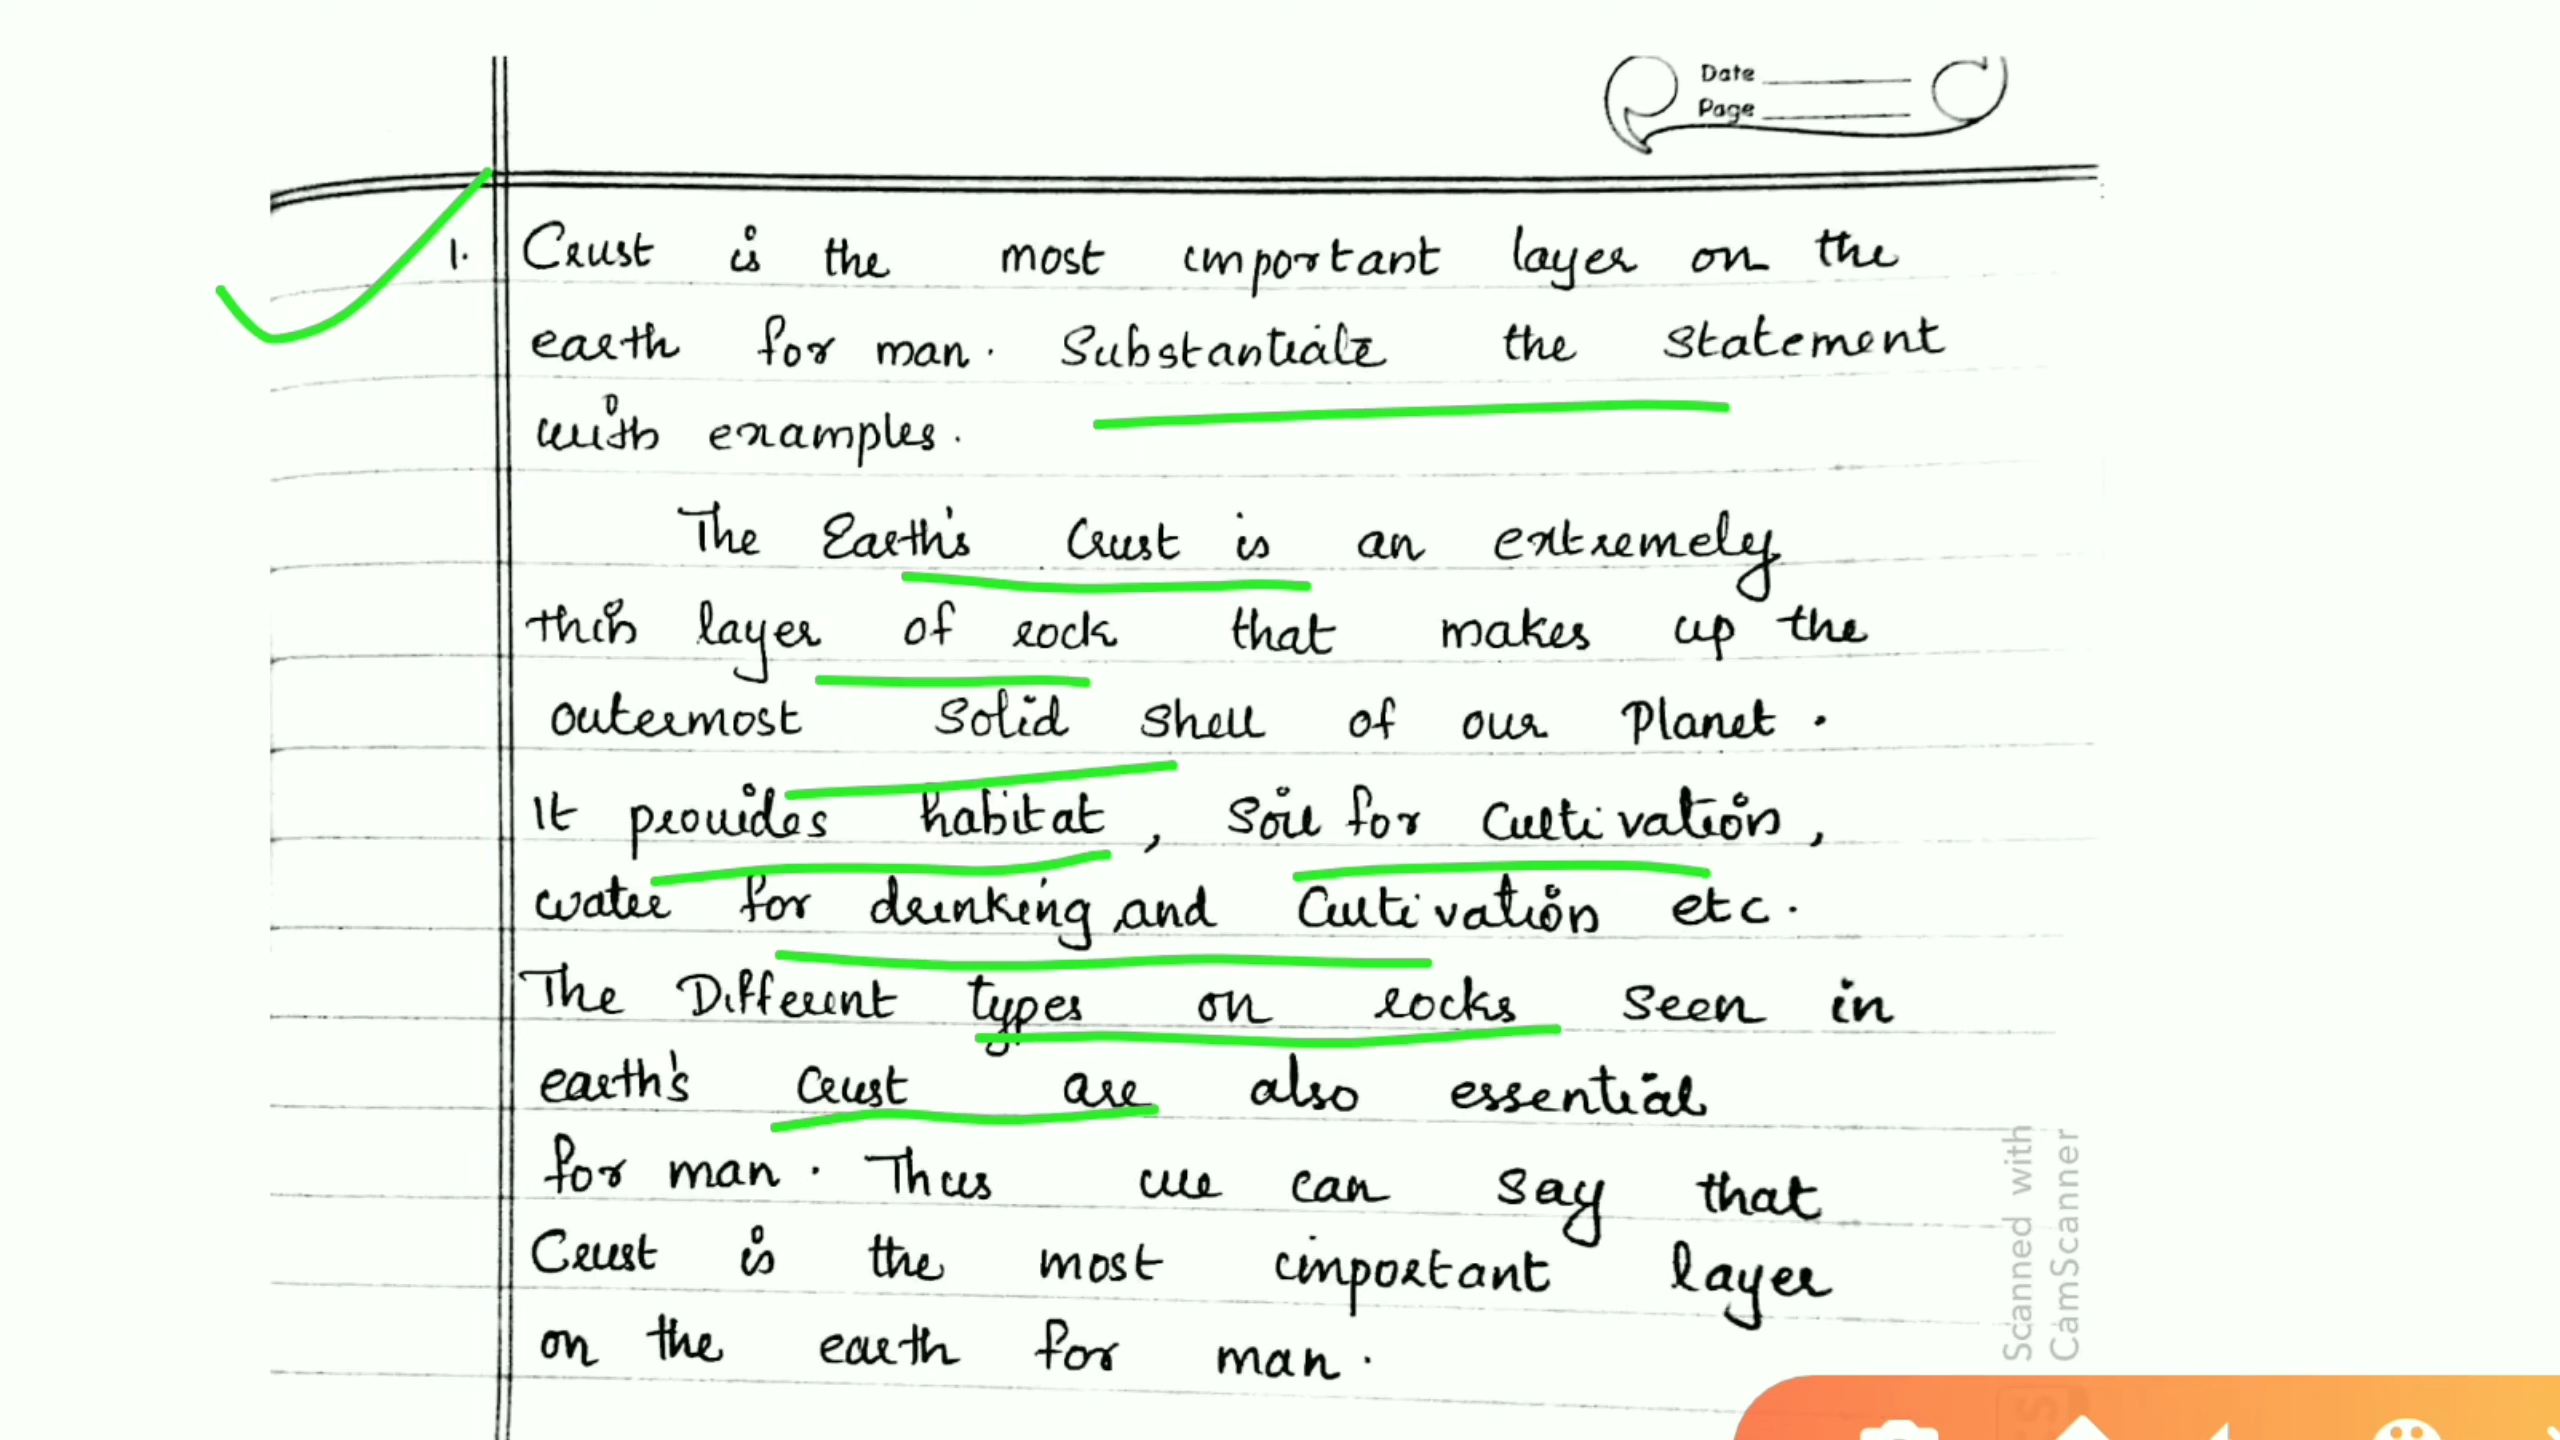 Date
Page
1. Crust is the most important layer on the
earth for man. Substantiate the statement
with examples.
The Earth's Crust is an extremely
thin layer of rock that makes up the
outermost Solid Shell of our Planet.
It provides habitat, Soil for Cultivation,
water for drinking, and Cultivation etc.
The Different types on rocks Seen in
earth's Crust are also essential
for man. Thus we can say that
Crust is the most important layer
on the earth for man.
Scanned with
CamScanner